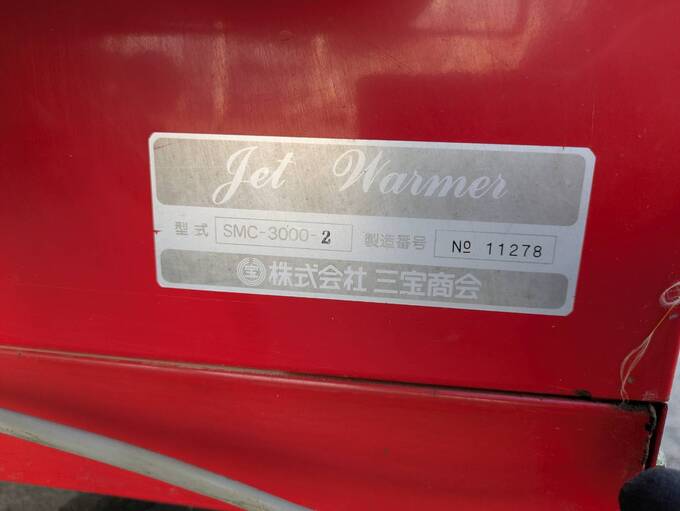 Jet Warmer
型式 SMC-3000-2 製造番号 № 11278
株式会社 三宝商会